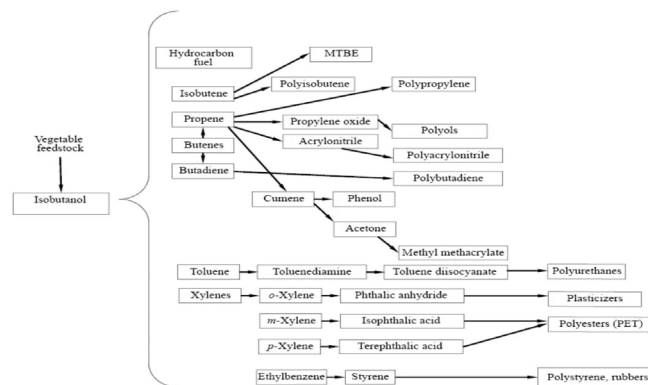 Hydrocarbon
fuel
MTBE
Isobutene
Polyisobutene
Polypropylene
Propene
Propylene oxide
Polyols
Vegetable
feedstock
Butenes
Acrylonitrile
Polyacrylonitrile
Butadiene
Polybutadiene
Isobutanol
Cumene
Phenol
Acetone
Methyl methacrylate
Toluene
Toluenediamine
Toluene diisocyanate
Polyurethanes
Xylenes
o-Xylene
Phthalic anhydride
Plasticizers
m-Xylene
Isophthalic acid
Polyesters (PET)
p-Xylene
Terephthalic acid
Ethylbenzene
Styrene
Polystyrene, rubbers